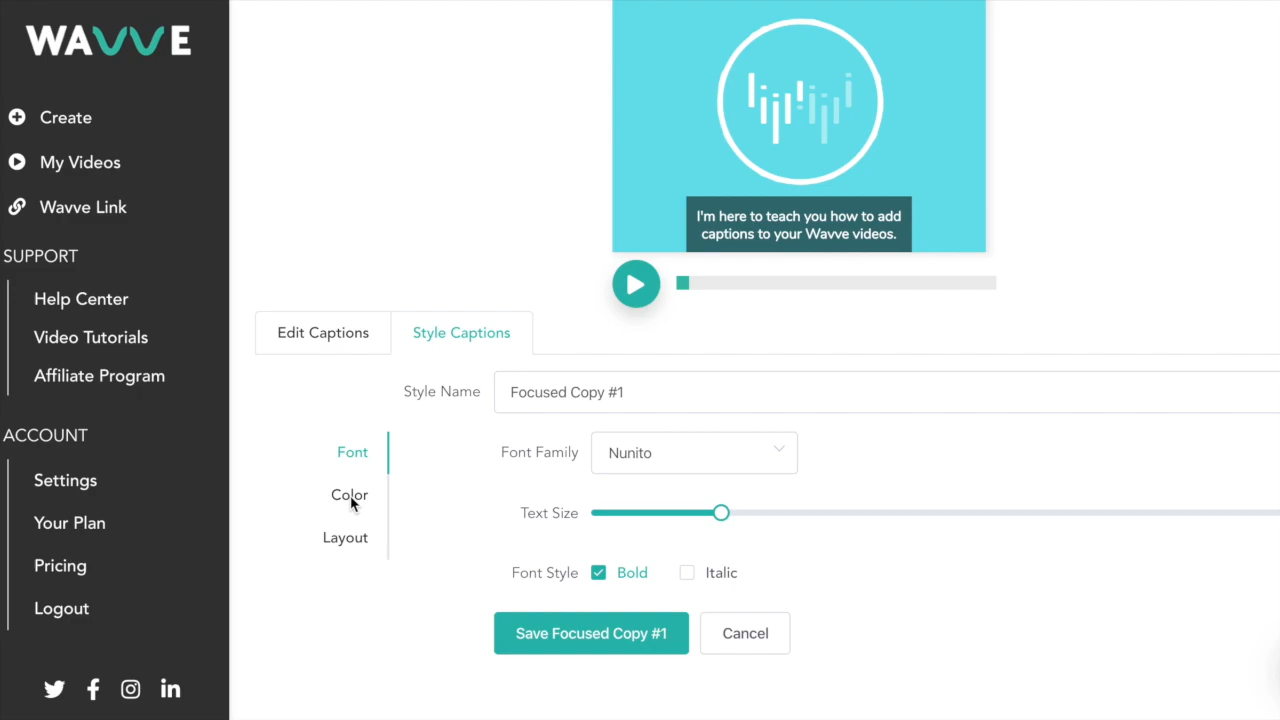 WAVVE
Create
My Videos
Wavve Link
SUPPORT
Help Center
Video Tutorials
Affiliate Program
ACCOUNT
Settings
Your Plan
Pricing
Logout
I'm here to teach you how to add
captions to your Wavve videos.
Edit Captions
Style Captions
Style Name
Focused Copy #1
Font
Color
Layout
Font Family
Nunito
Text Size
Font Style
Bold
Italic
Save Focused Copy #1
Cancel